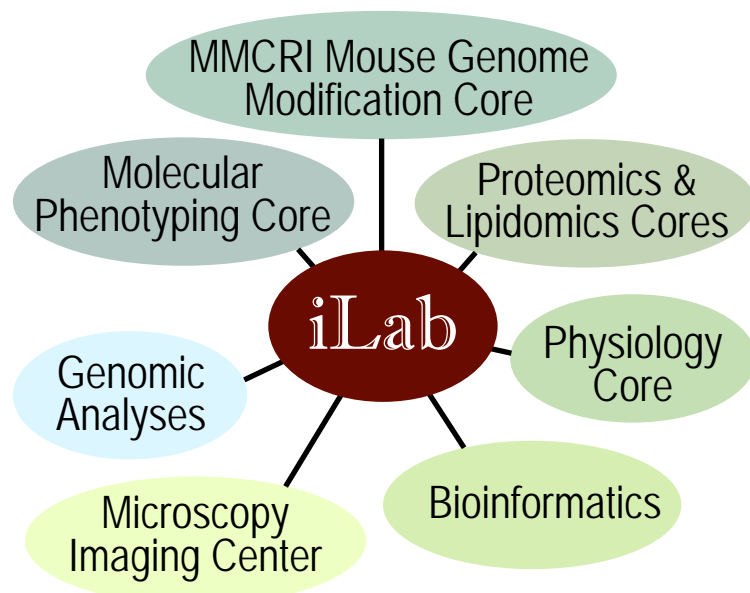 MMCRI Mouse Genome
Modification Core
Molecular
Phenotyping Core
Proteomics &
Lipidomics Cores
iLab
Physiology
Core
Genomic
Analyses
Bioinformatics
Microscopy
Imaging Center